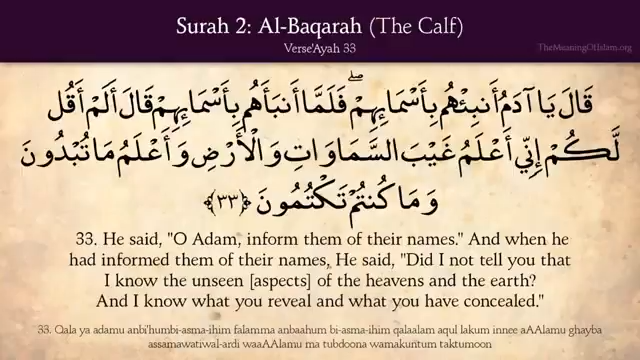 Surah 2: Al-Baqarah (The Calf)
Verse'Ayah 33
TheMeaningOfIslam.org
قَالَ يَا آدَمُ أَنبِئْهُم بِأَسْمَائِهِمْ ۖ فَلَمَّا أَنبَأَهُم بِأَسْمَائِهِمْ قَالَ أَلَمْ أَقُل
لَّكُمْ إِنِّي أَعْلَمُ غَيْبَ السَّمَاوَاتِ وَالْأَرْضِ وَأَعْلَمُ مَا تُبْدُونَ
وَمَا كُنتُمْ تَكْتُمُونَ ﴿٣٣﴾
33. He said, "O Adam, inform them of their names." And when he
had informed them of their names, He said, "Did I not tell you that
I know the unseen [aspects] of the heavens and the earth?
And I know what you reveal and what you have concealed."
33. Qala ya adamu anbi'humbi-asma-ihim falamma anbaahum bi-asma-ihim qalaalam aqul lakum innee aAAlamu ghayba
assamawatiwal-ardi waaAAlamu ma tubdoona wamakuntum taktumoon